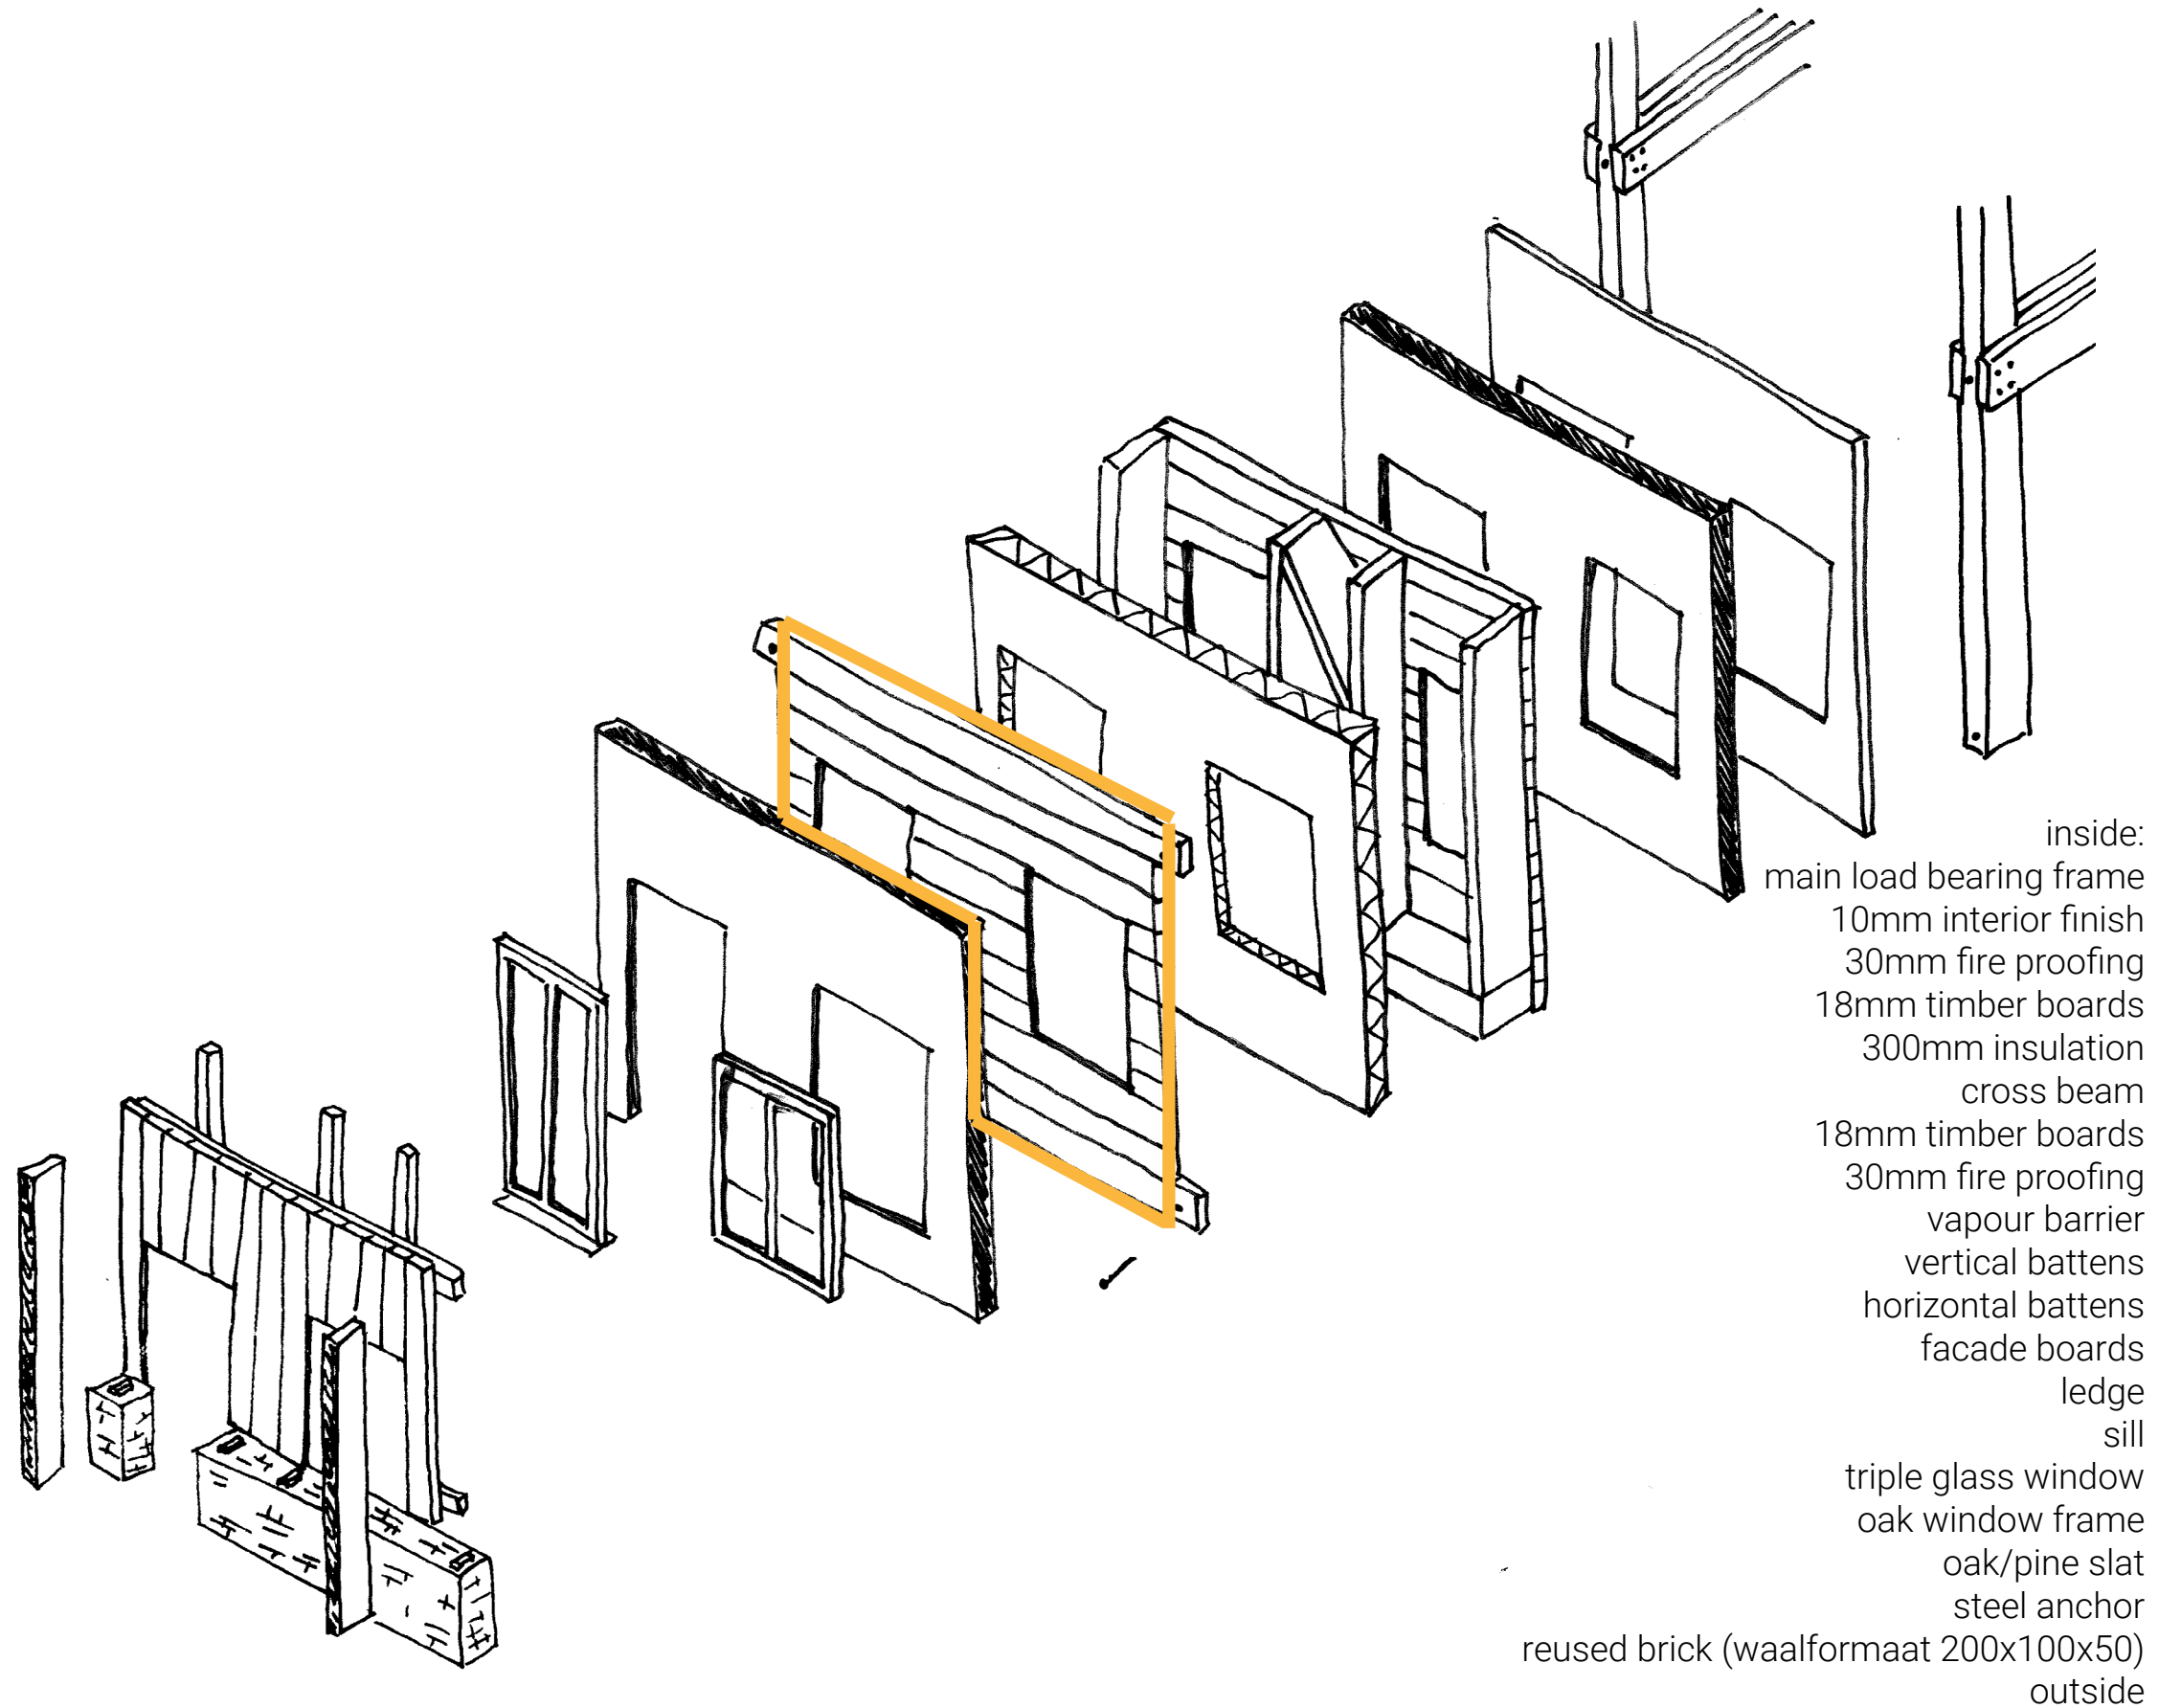 inside:
main load bearing frame
10mm interior finish
30mm fire proofing
18mm timber boards
300mm insulation
cross beam
18mm timber boards
30mm fire proofing
vapour barrier
vertical battens
horizontal battens
facade boards
ledge
sill
triple glass window
oak window frame
oak/pine slat
steel anchor
reused brick (waalformaat 200x100x50)
outside